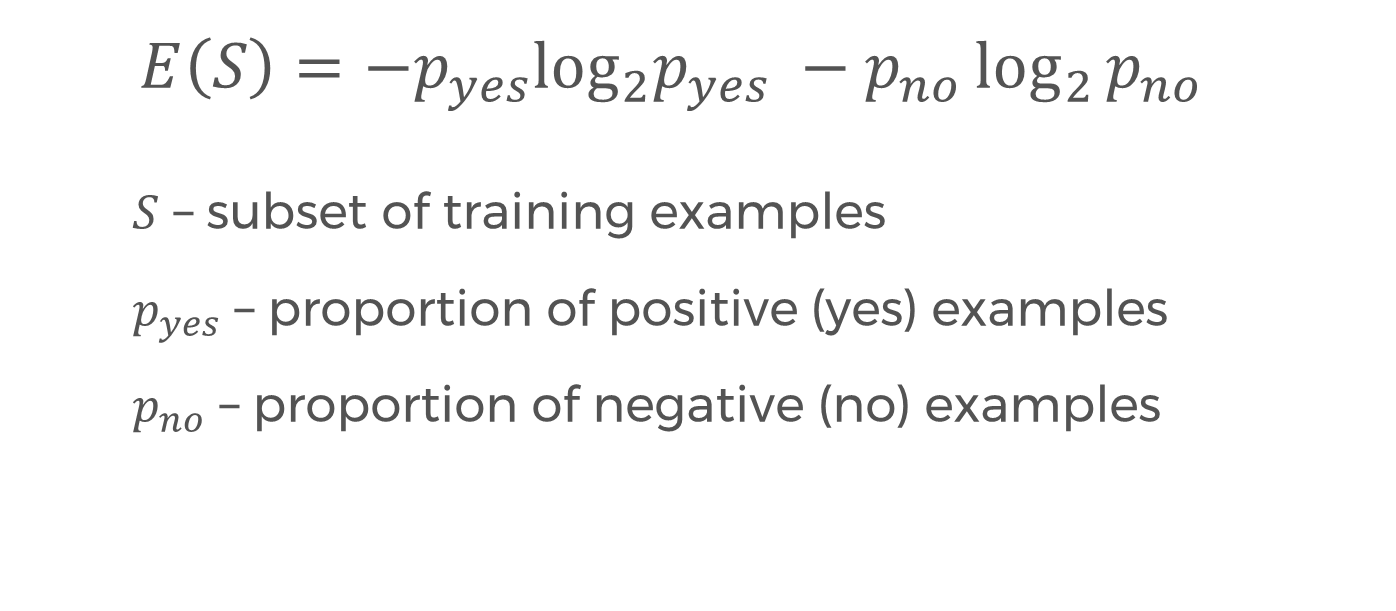 E(S) = −p_yes log₂ p_yes − p_no log₂ p_no
S – subset of training examples
p_yes – proportion of positive (yes) examples
p_no – proportion of negative (no) examples